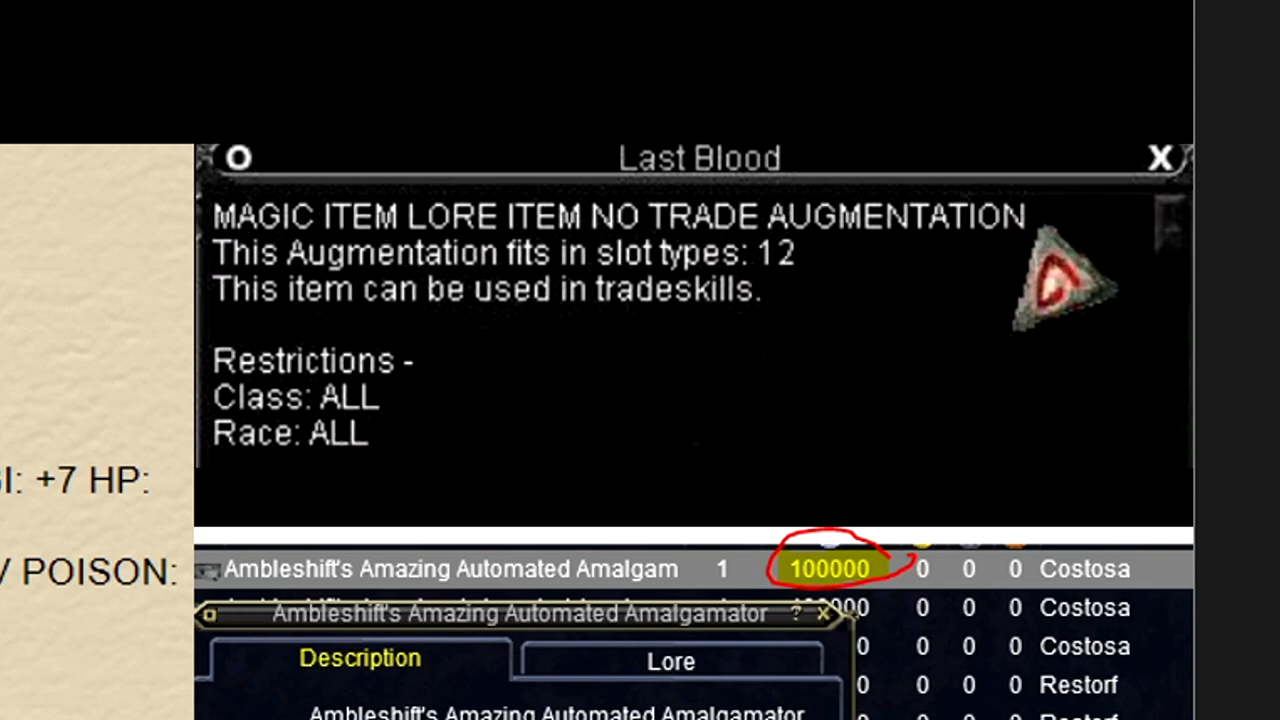 O Last Blood X
MAGIC ITEM LORE ITEM NO TRADE AUGMENTATION
This Augmentation fits in slot types: 12
This item can be used in tradeskills.
Restrictions -
Class: ALL
Race: ALL
+7 HP:
POISON:
Ambleshift's Amazing Automated Amalgam 1 100000 0 0 0 Costosa
0 0 0 Costosa
Ambleshift's Amazing Automated Amalgamator ? X
0 0 0 Costosa
Description Lore
0 0 0 Restorf
Ambleshift's Amazing Automated Amalgamator